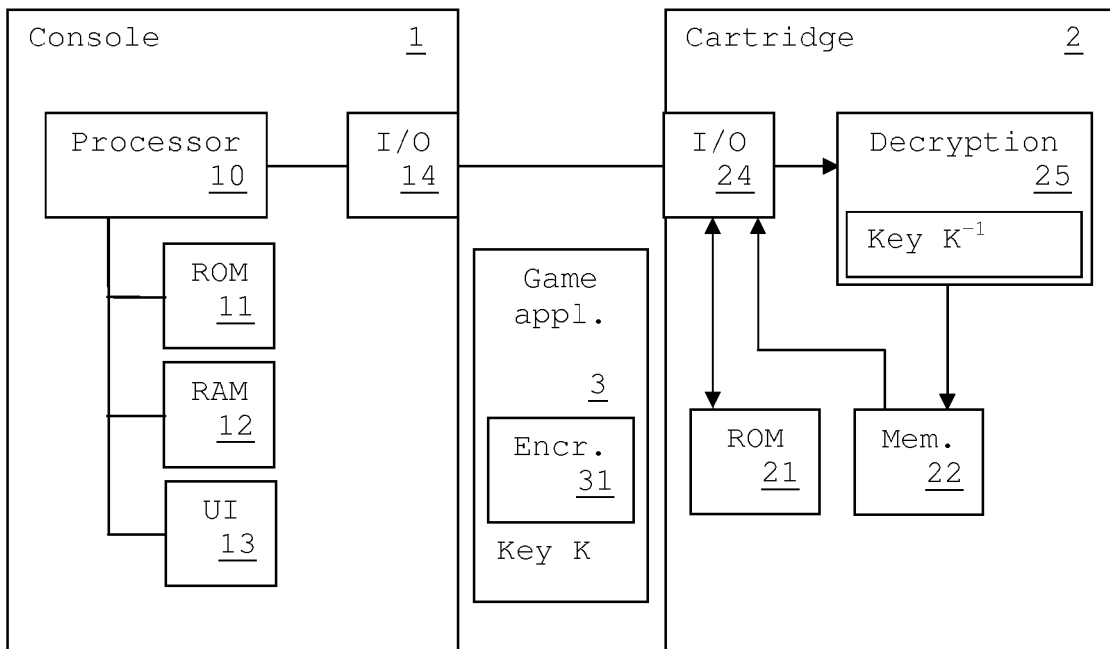 Console 1
Processor
10
I/O
14
ROM
11
RAM
12
UI
13
Game
appl.
3
Encr.
31
Key K
Cartridge 2
I/O
24
Decryption
25
Key K⁻¹
ROM
21
Mem.
22